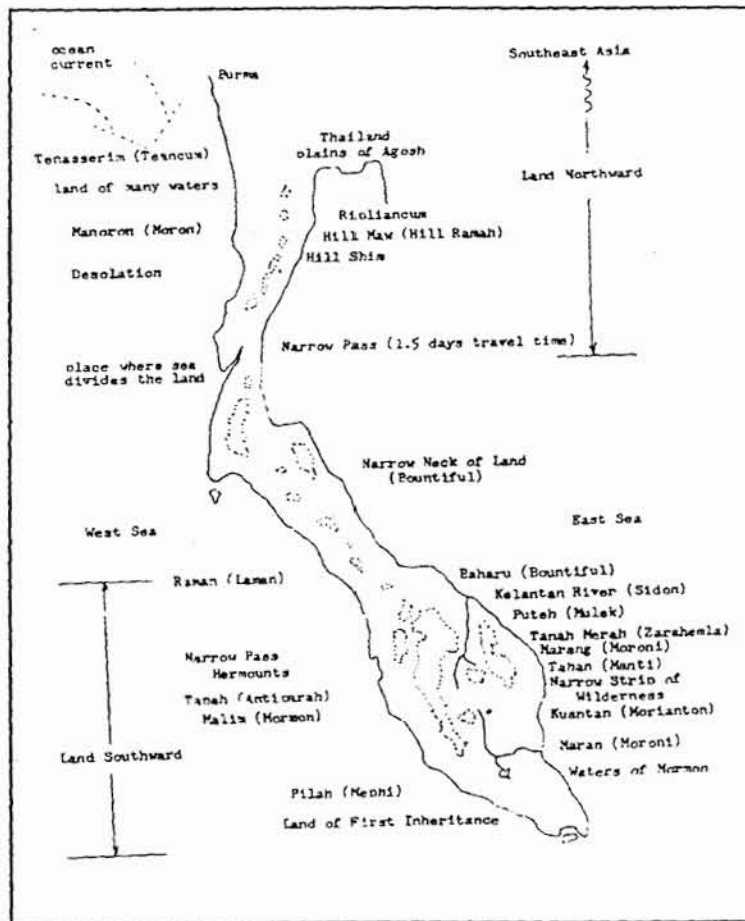 ocean
current
Burma
Southeast Asia
Thailand
plains of Agosh
Tenasserim (Teancum)
land of many waters
Land Northward
Rioliancum
Manoron (Moron)
Hill Maw (Hill Ramah)
Hill Shim
Desolation
Narrow Pass (1.5 days travel time)
place where sea
divides the land
Narrow Neck of Land
(Bountiful)
West Sea
East Sea
Raman (Laman)
Baharu (Bountiful)
Kelantan River (Sidon)
Puteh (Mulek)
Tanah Merah (Zarahemla)
Marang (Moroni)
Narrow Pass
Hermounts
Tahan (Manti)
Narrow Strip of
Wilderness
Tanah (Antiourah)
Malim (Mormon)
Kuantan (Morianton)
Land Southward
Maran (Moroni)
Waters of Mormon
Pilah (Nephi)
Land of First Inheritance